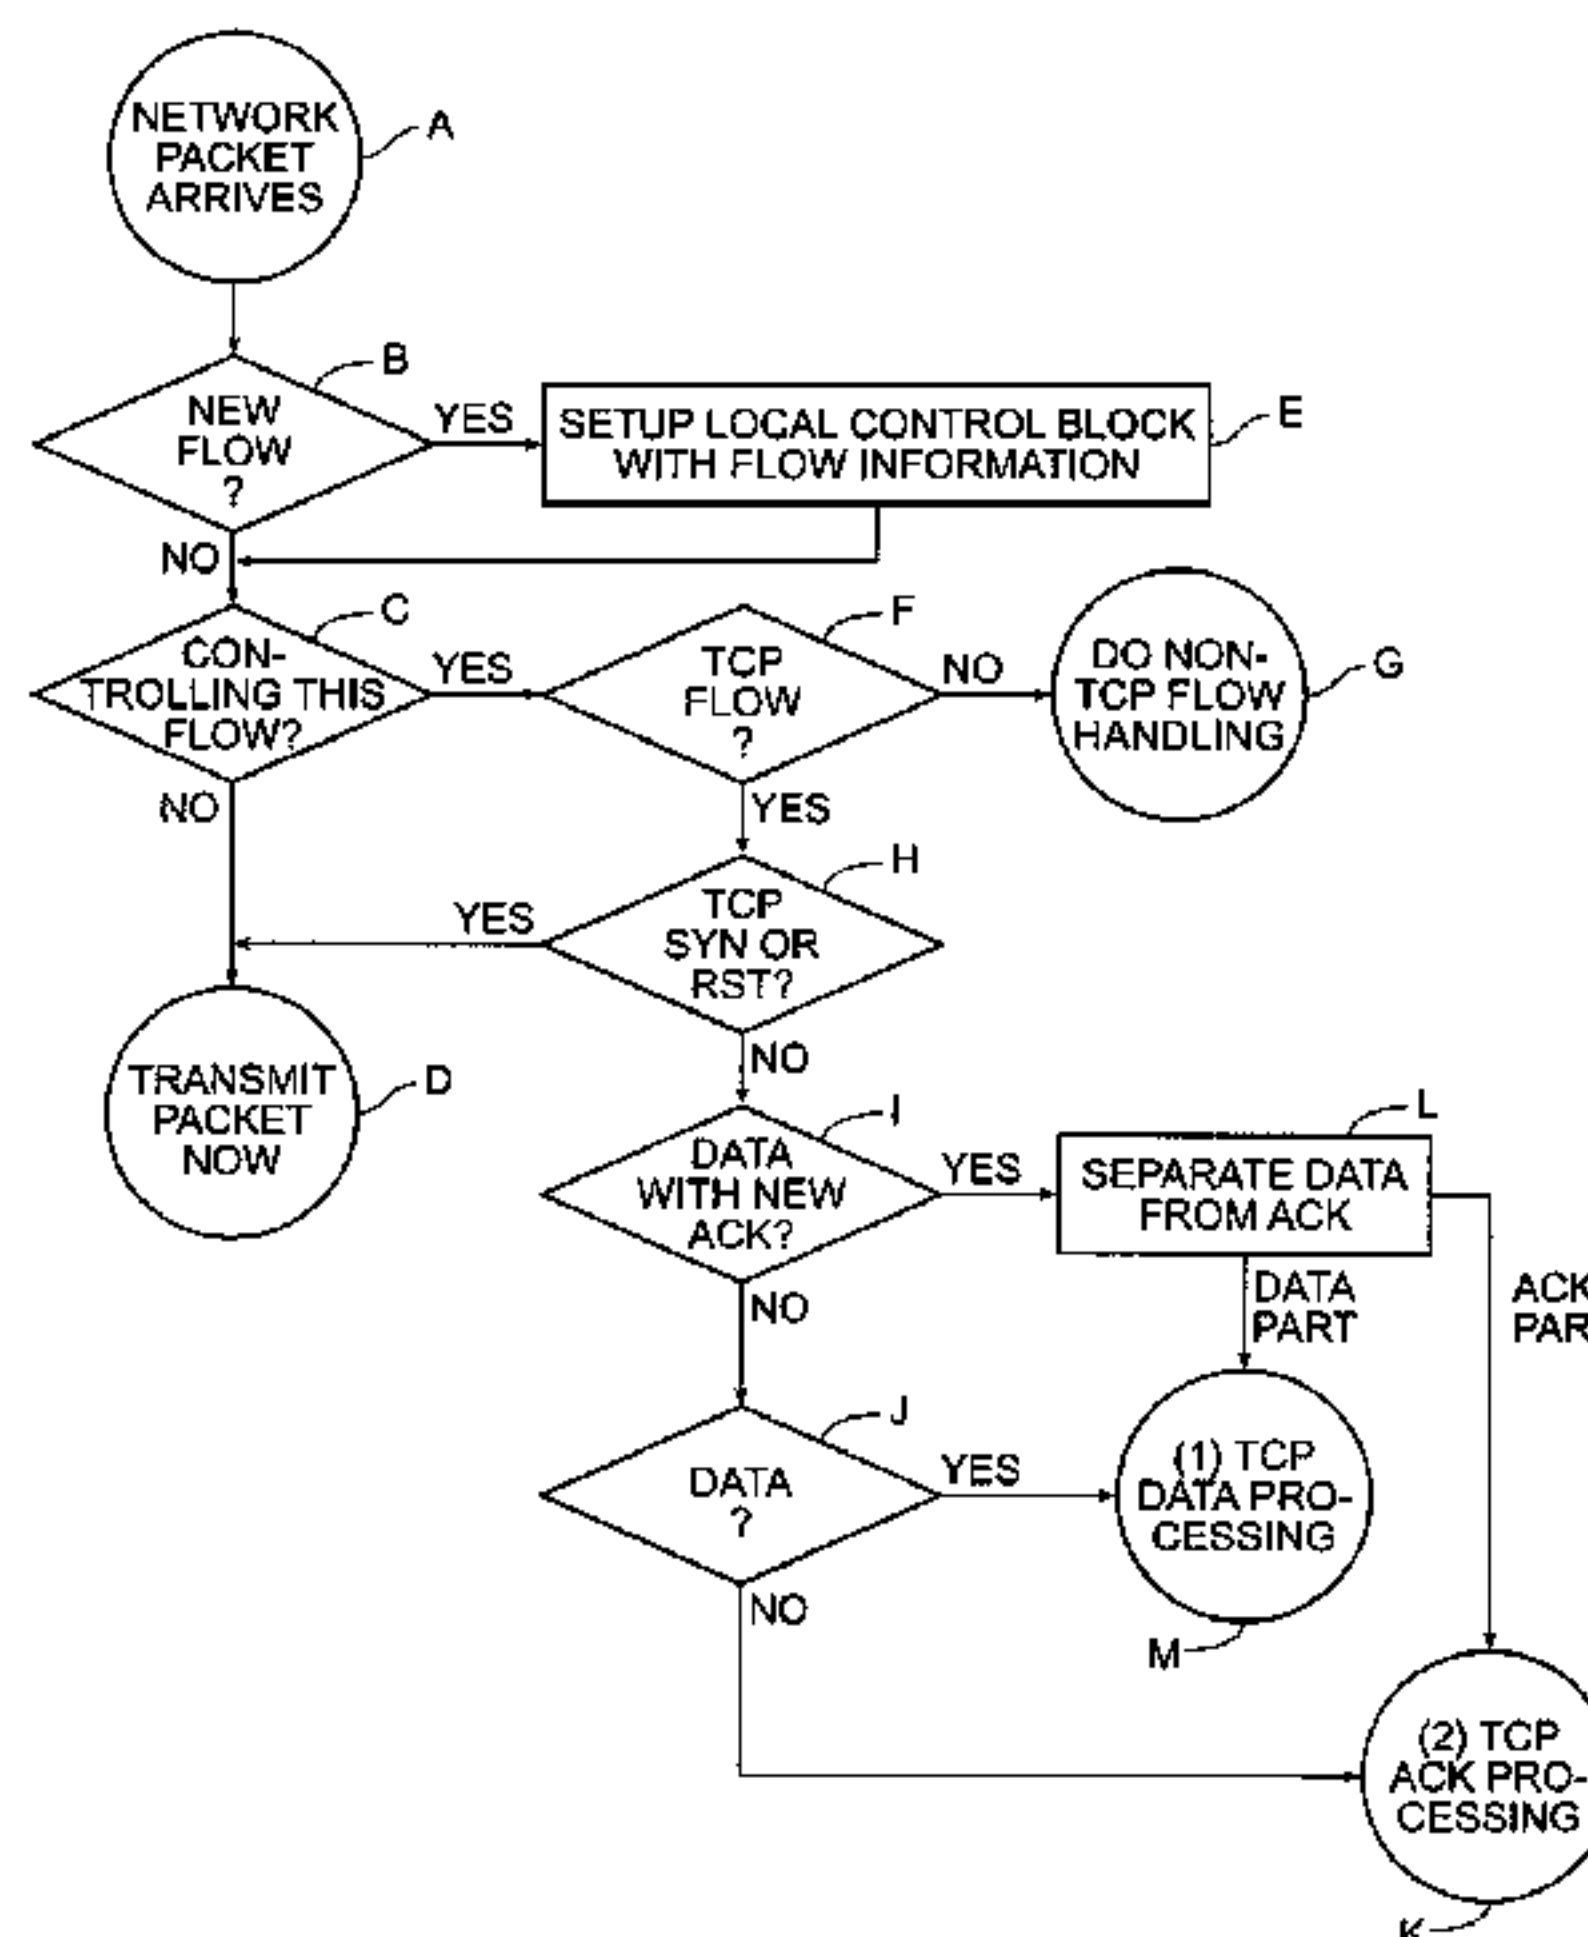 NETWORK
PACKET
ARRIVES
A
B
NEW
FLOW
?
YES
SETUP LOCAL CONTROL BLOCK
WITH FLOW INFORMATION
E
NO
C
CON-
TROLLING THIS
FLOW?
YES
F
TCP
FLOW
?
NO
DO NON-
TCP FLOW
HANDLING
G
NO
YES
H
TCP
SYN OR
RST?
YES
TRANSMIT
PACKET
NOW
D
NO
I
DATA
WITH NEW
ACK?
YES
L
SEPARATE DATA
FROM ACK
NO
DATA
PART
ACK
PAR
J
DATA
?
YES
(1) TCP
DATA PRO-
CESSING
M
NO
(2) TCP
ACK PRO-
CESSING
K